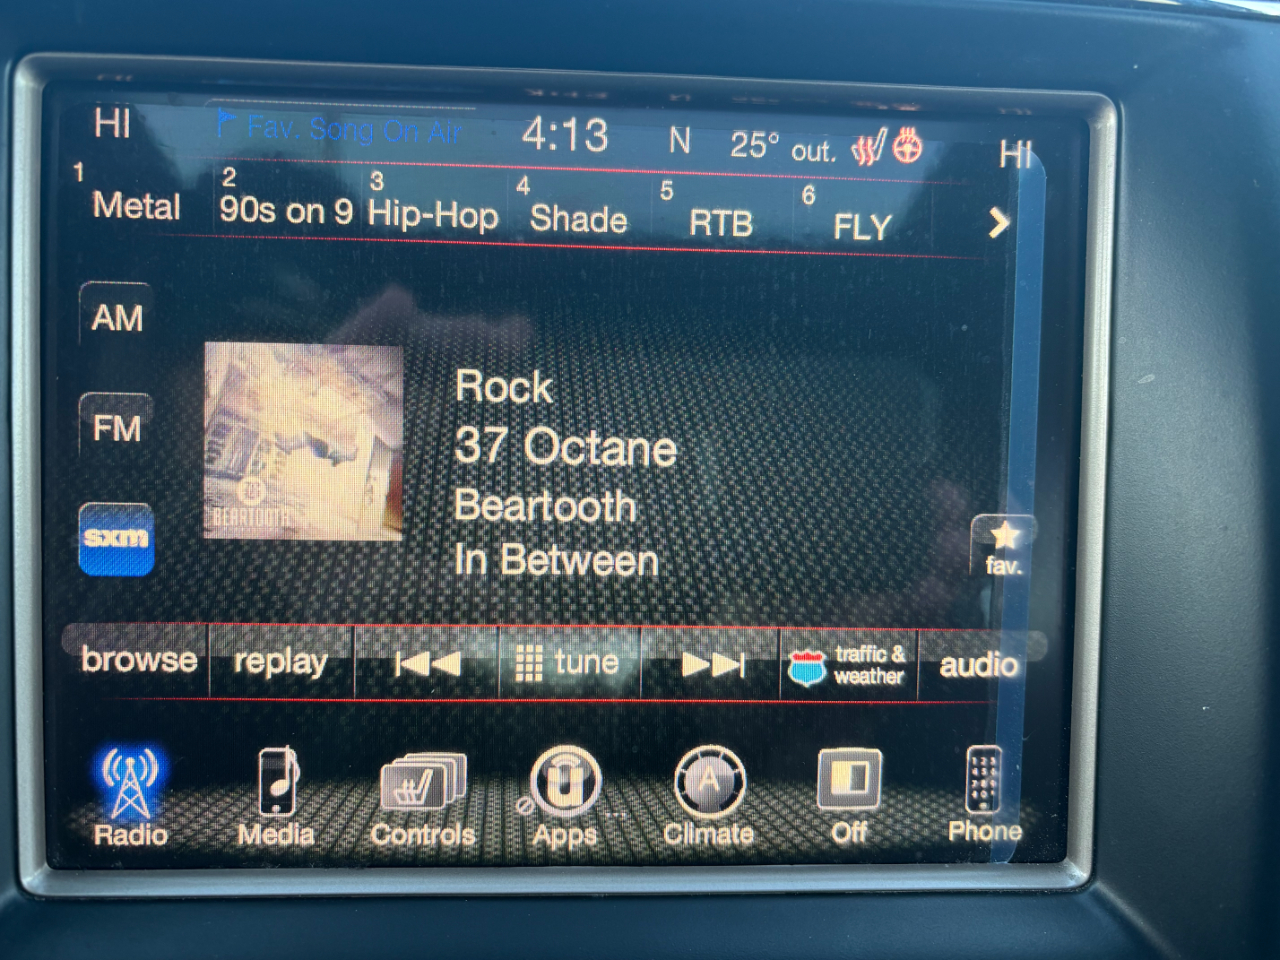 HI Fav. Song On Air 4:13 N 25° out. HI
1 Metal 2 90s on 9 3 Hip-Hop 4 Shade 5 RTB 6 FLY
AM
FM
sxm
BEARTOOTH
Rock
37 Octane
Beartooth
In Between
fav.
browse replay tune traffic & weather audio
A
Radio Media Controls Apps Climate Off Phone